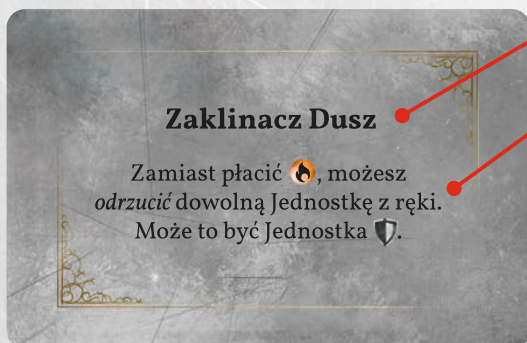 Zaklinacz Dusz
Zamiast płacić , możesz
odrzucić dowolną Jednostkę z ręki.
Może to być Jednostka .